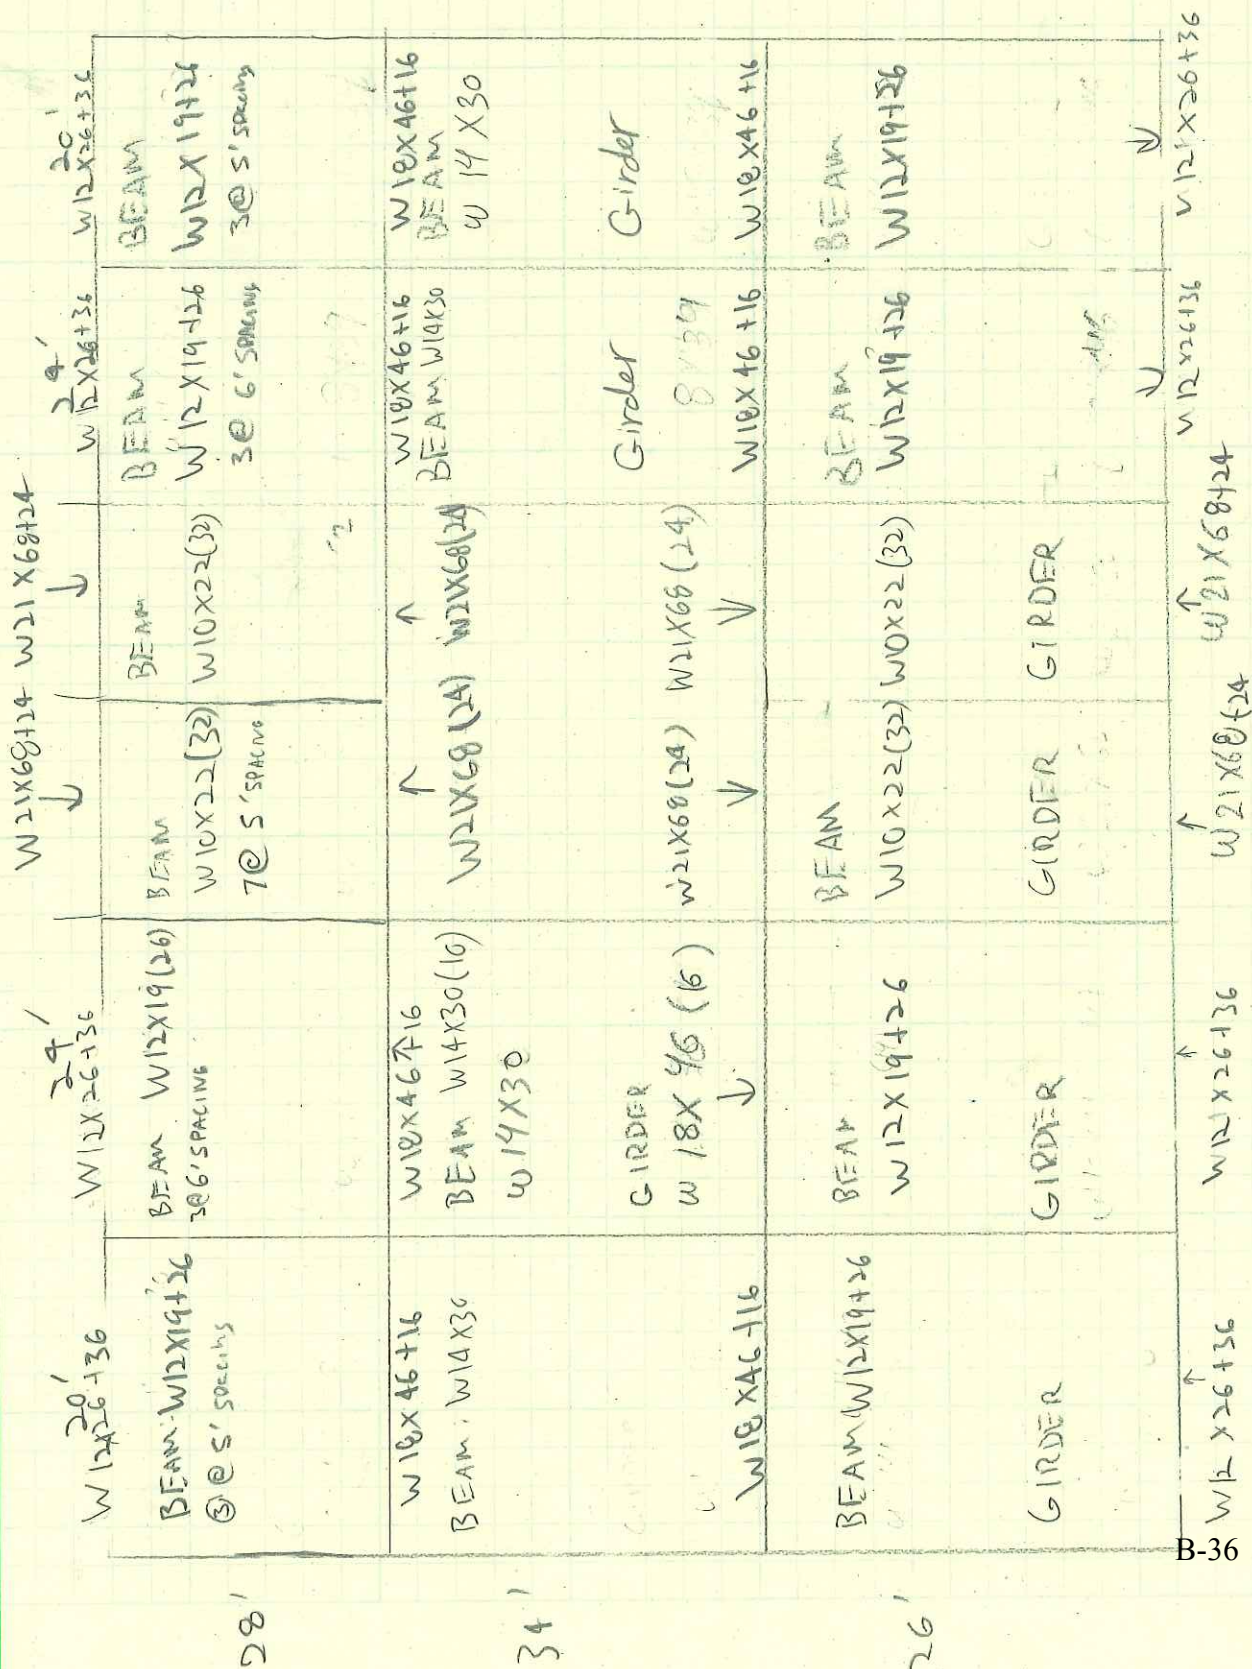 W21X68+24 W21X68+24
20' 24' 24' 20'
W12X26+36 W12X26+36 W12X26+36 W12X26+36
BEAM: W12X19+26 BEAM W12X19(26) BEAM BEAM BEAM BEAM
③@5' SPACING 3@6' SPACING W10X22(32) W10X22(32) W12X19+26 W12X19+26
7@5' SPACING 3@6' SPACING 3@5' SPACING
28'
W18X46+16 W18X46+16 W18X46+16 W18X46+16
BEAM: W14X30 BEAM W14X30(16) W21X68(24) W21X68(24) BEAM W14X30 BEAM
W14X30 W14X30
34'
GIRDER Girder Girder
W18X46(16) W21X68(24) W21X68(24)
W18X46+16 W18X46+16 W18X46+16
BEAM: W12X19+26 BEAM BEAM BEAM BEAM
W12X19+26 W10X22(32) W10X22(32) W12X19+26 W12X19+26
26'
GIRDER GIRDER GIRDER GIRDER
W12X26+36 W12X26+36 W21X68+24 W21X68+24 W12X26+36 W12X26+36
B-36